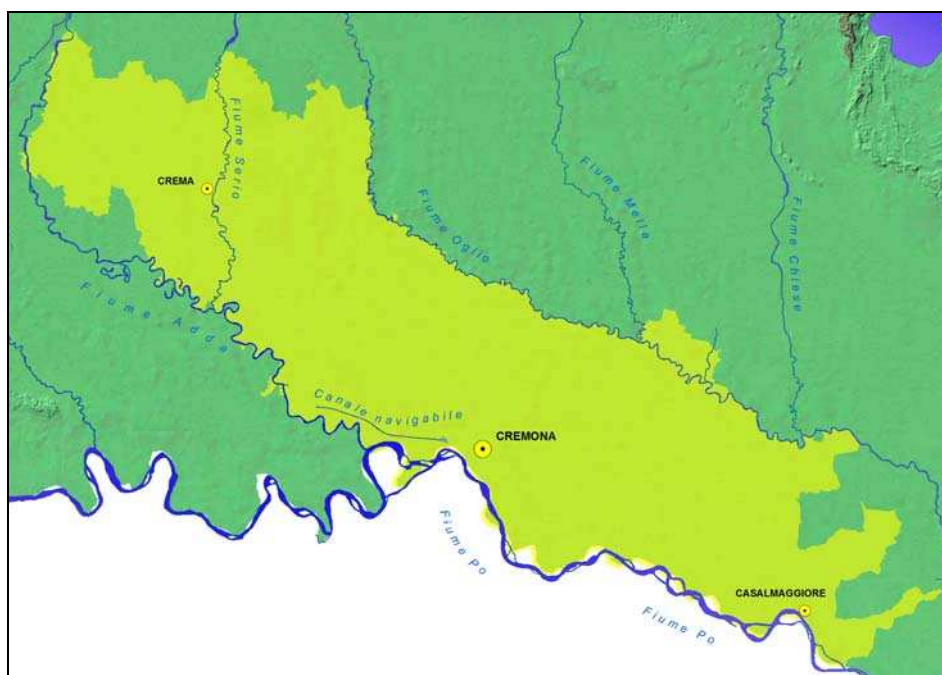 Fiume Serio
CREMA
Fiume Mella
Fiume Oglio
Fiume Chiese
Fiume Adda
Canale navigabile
CREMONA
Fiume Po
CASALMAGGIORE
Fiume Po